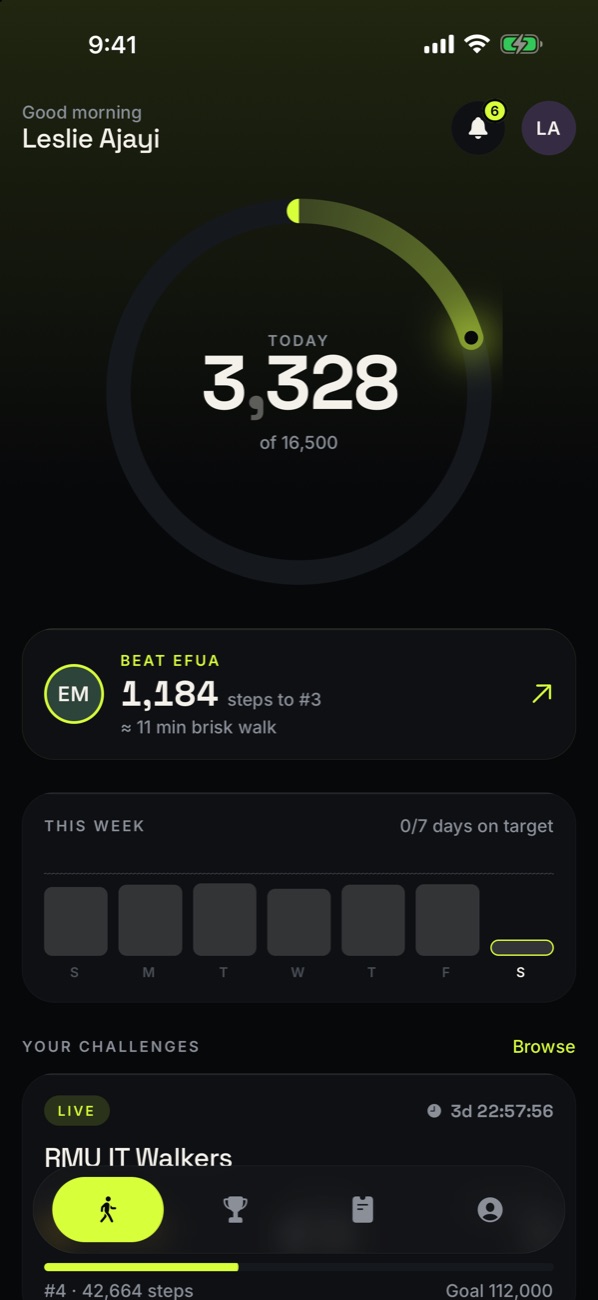 9:41
Good morning
Leslie Ajayi
6
LA
TODAY
3,328
of 16,500
EM
BEAT EFUA
1,184 steps to #3
≈ 11 min brisk walk
THIS WEEK
0/7 days on target
S M T W T F S
YOUR CHALLENGES
Browse
LIVE
3d 22:57:56
RMU IT Walkers
#4 · 42,664 steps
Goal 112,000